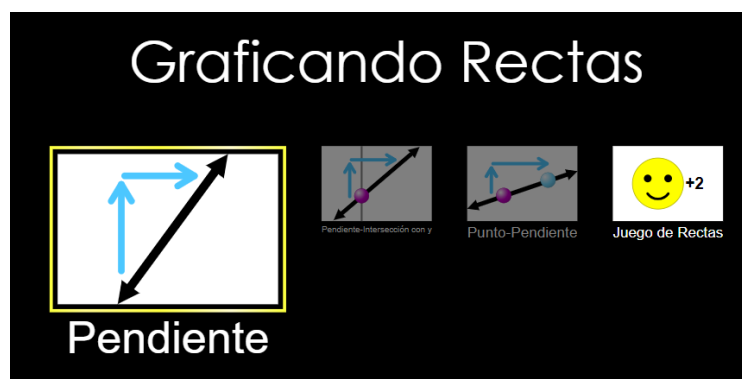 Graficando Rectas
+2
Pendiente-Intersección con y
Punto-Pendiente
Juego de Rectas
Pendiente